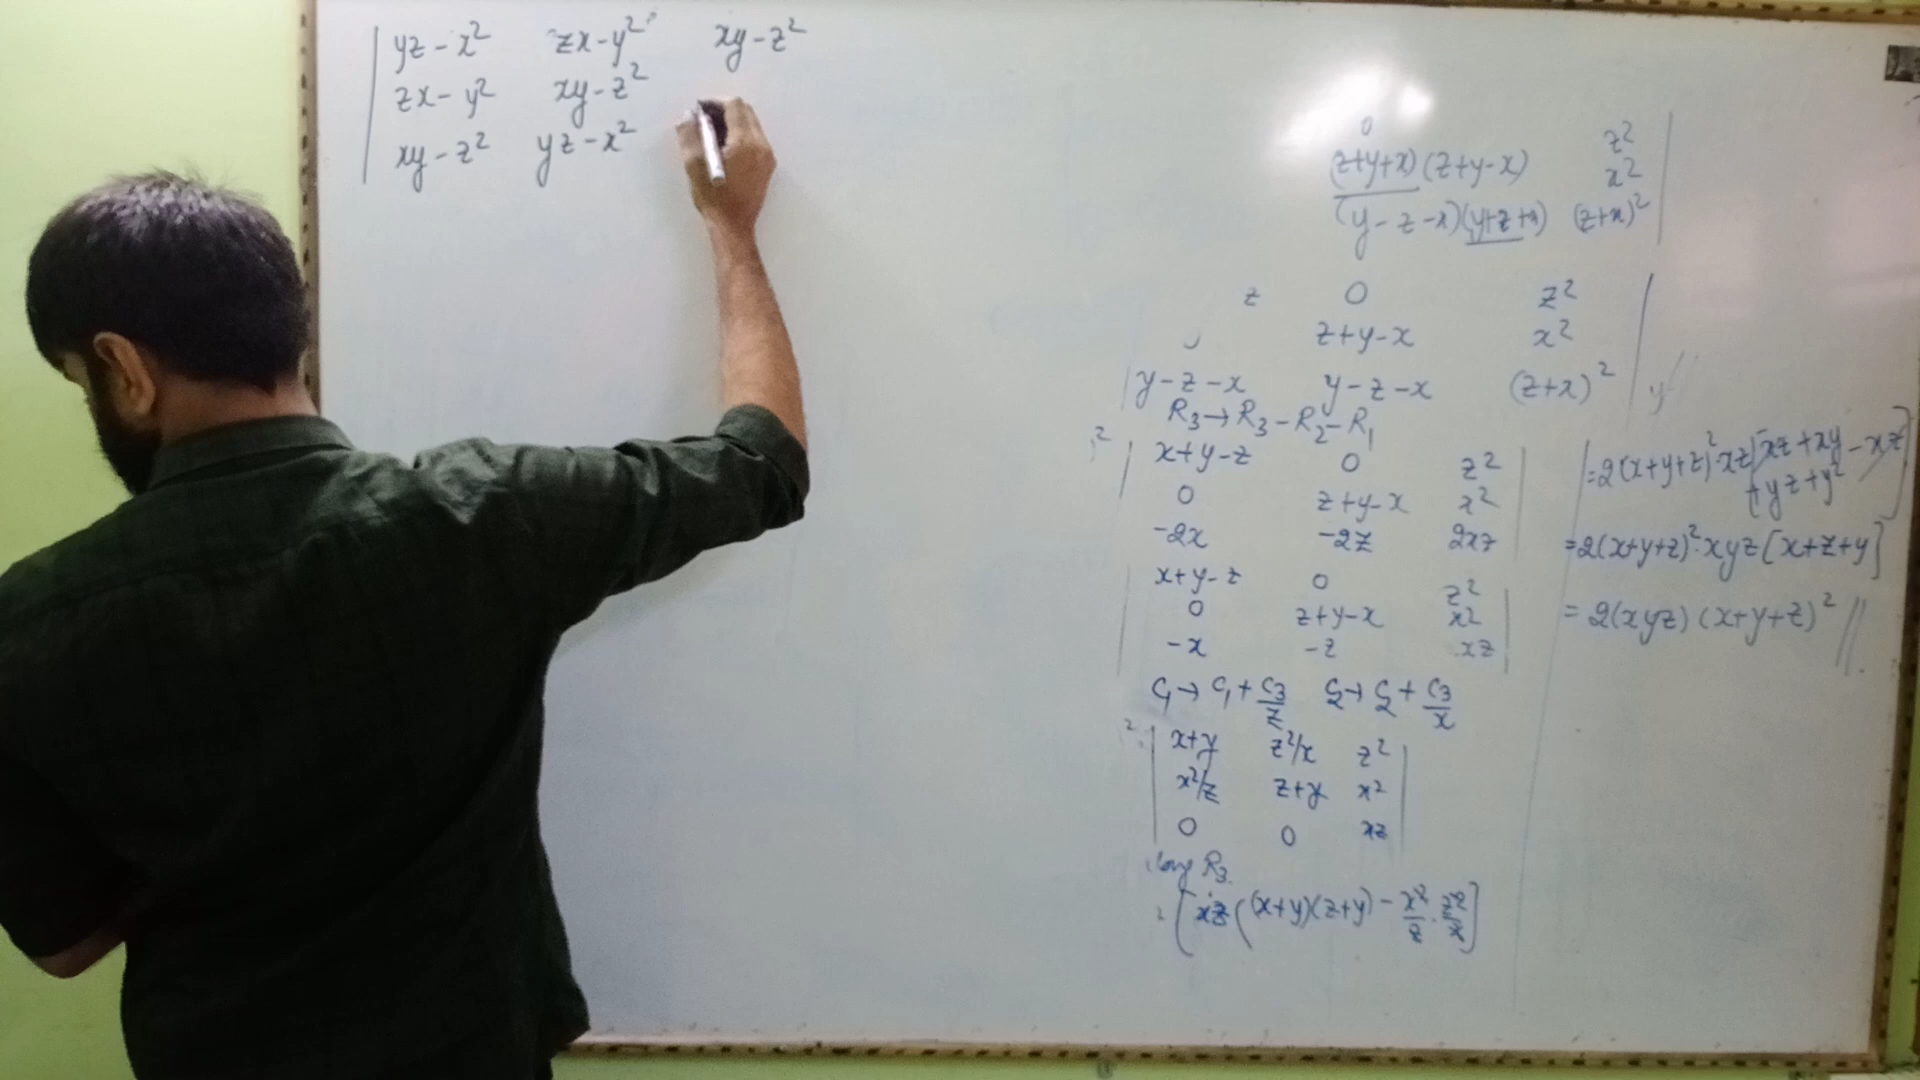 yz-x² zx-y² xy-z²
zx-y² xy-z²
xy-z² yz-x²
0 z²
(z+y+x)(z+y-x) x²
(y-z-x)(y+z+x) (z+x)²
z 0 z²
z+y-x x²
y-z-x y-z-x (z+x)²
R₃→R₃-R₂-R₁
x+y-z 0 z²
0 z+y-x x²
-2x -2z 2xz
x+y-z 0 z²
0 z+y-x x²
-x -z xz
C₁→C₁+C₃/z C₂→C₂+C₃/x
x+y z²/x z²
x²/z z+y x²
0 0 xz
R₃.
[xz((x+y)(z+y)-x²/z·z²/x]
=2(x+y+z)²·xz[xz+xy-xz
+yz+y²]
=2(x+y+z)²·xyz[x+z+y]
=2(xyz)(x+y+z)²//